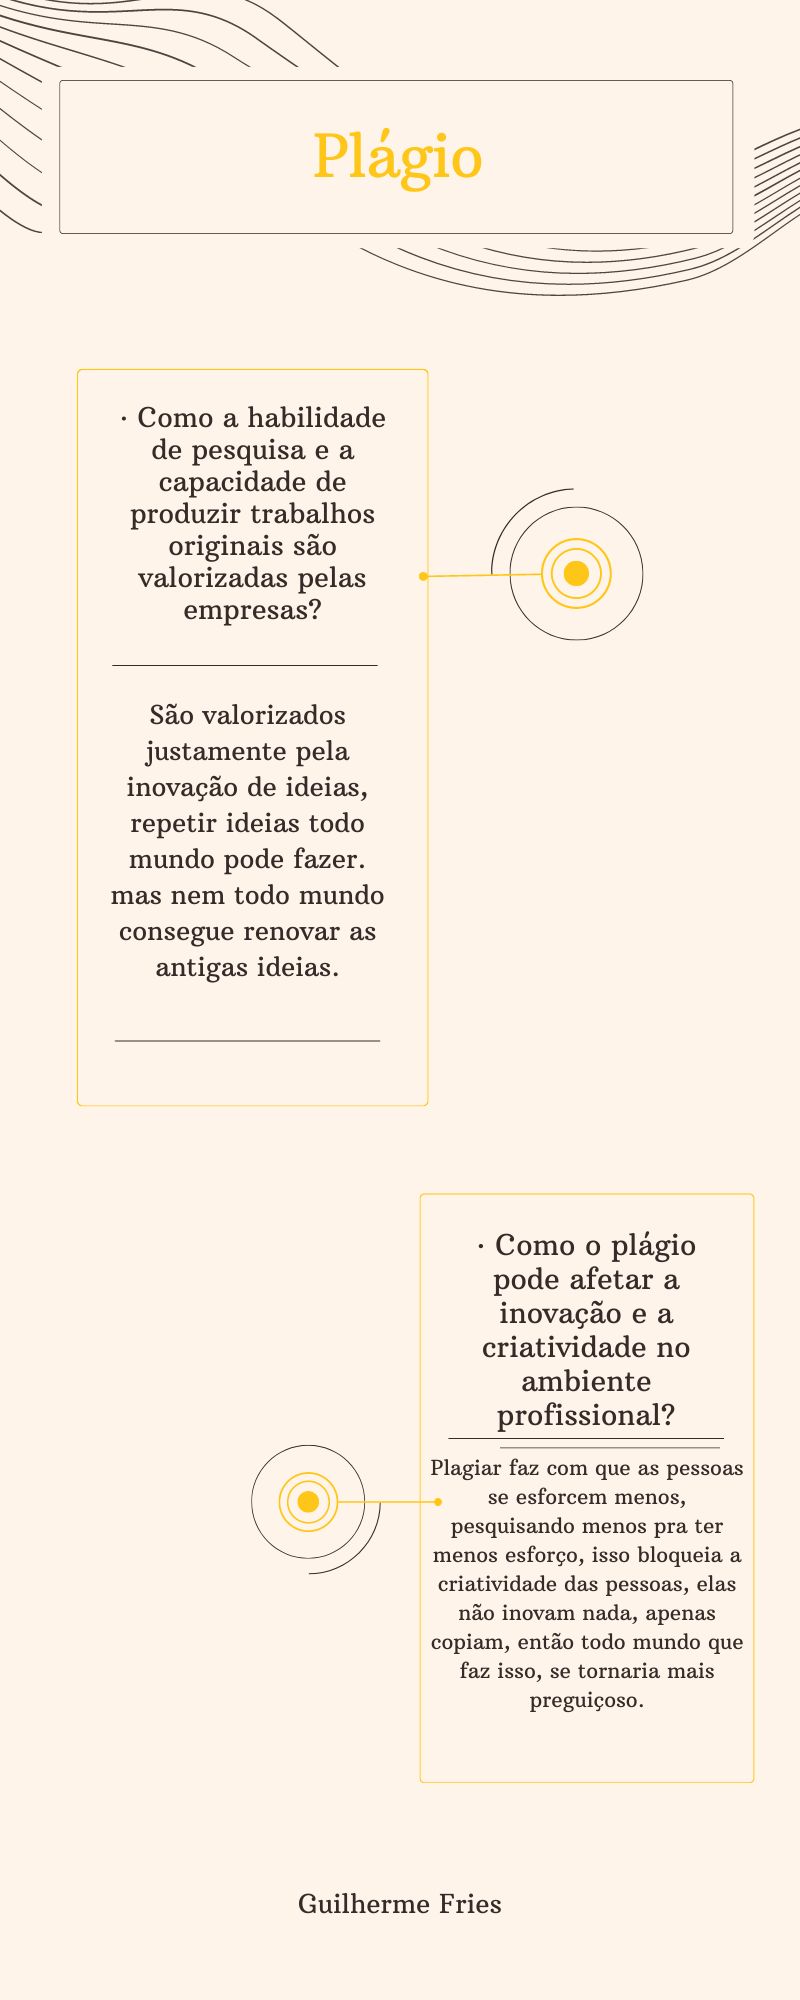 Plágio
· Como a habilidade
de pesquisa e a
capacidade de
produzir trabalhos
originais são
valorizadas pelas
empresas?
São valorizados
justamente pela
inovação de ideias,
repetir ideias todo
mundo pode fazer.
mas nem todo mundo
consegue renovar as
antigas ideias.
· Como o plágio
pode afetar a
inovação e a
criatividade no
ambiente
profissional?
Plagiar faz com que as pessoas
se esforcem menos,
pesquisando menos pra ter
menos esforço, isso bloqueia a
criatividade das pessoas, elas
não inovam nada, apenas
copiam, então todo mundo que
faz isso, se tornaria mais
preguiçoso.
Guilherme Fries